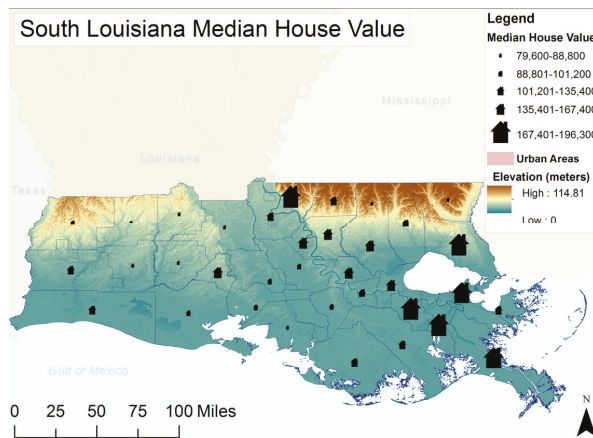 South Louisiana Median House Value
Legend
Median House Value
79,600-88,800
88,801-101,200
101,201-135,400
135,401-167,400
167,401-196,300
Urban Areas
Elevation (meters)
High : 114.81
Low : 0
Mississippi
Louisiana
Texas
Gulf of Mexico
0 25 50 100 Miles
N